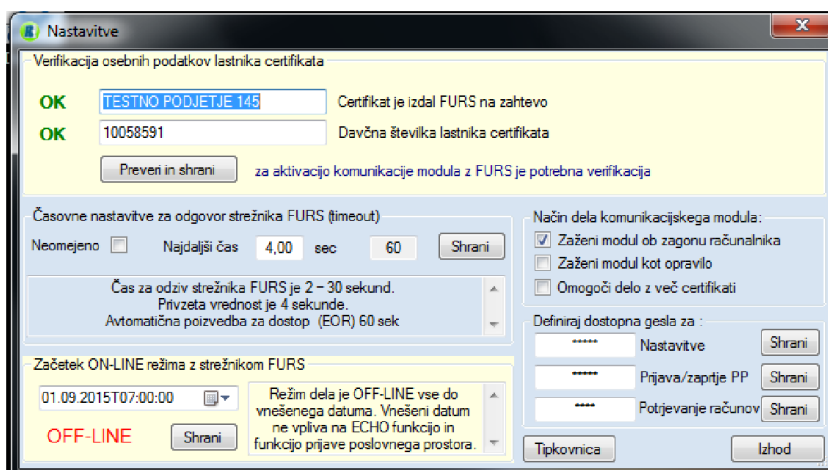 Nastavitve
Verifikacija osebnih podatkov lastnika certifikata
OK TESTNO PODJETJE 145 Certifikat je izdal FURS na zahtevo
OK 10058591 Davčna številka lastnika certifikata
Preveri in shrani za aktivacijo komunikacije modula z FURS je potrebna verifikacija
Časovne nastavitve za odgovor strežnika FURS (timeout)
Neomejeno Najdaljši čas 4,00 sec 60 Shrani
Čas za odziv strežnika FURS je 2 – 30 sekund.
Privzeta vrednost je 4 sekunde.
Avtomatična poizvedba za dostop (EOR) 60 sek
Način dela komunikacijskega modula:
Zaženi modul ob zagonu računalnika
Zaženi modul kot opravilo
Omogoči delo z več certifikati
Začetek ON-LINE režima z strežnikom FURS
01.09.2015T07:00:00
OFF-LINE Shrani
Režim dela je OFF-LINE vse do
vnešenega datuma. Vnešeni datum
ne vpliva na ECHO funkcijo in
funkcijo prijave poslovnega prostora.
Definiraj dostopna gesla za :
***** Nastavitve Shrani
***** Prijava/zaprtje PP Shrani
**** Potrjevanje računov Shrani
Tipkovnica Izhod